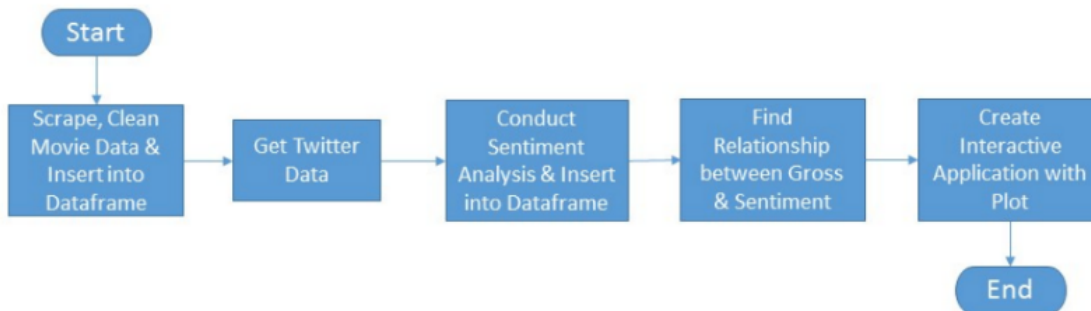 Start
Scrape, Clean
Movie Data &
Insert into
Dataframe
Get Twitter
Data
Conduct
Sentiment
Analysis & Insert
into Dataframe
Find
Relationship
between Gross
& Sentiment
Create
Interactive
Application with
Plot
End